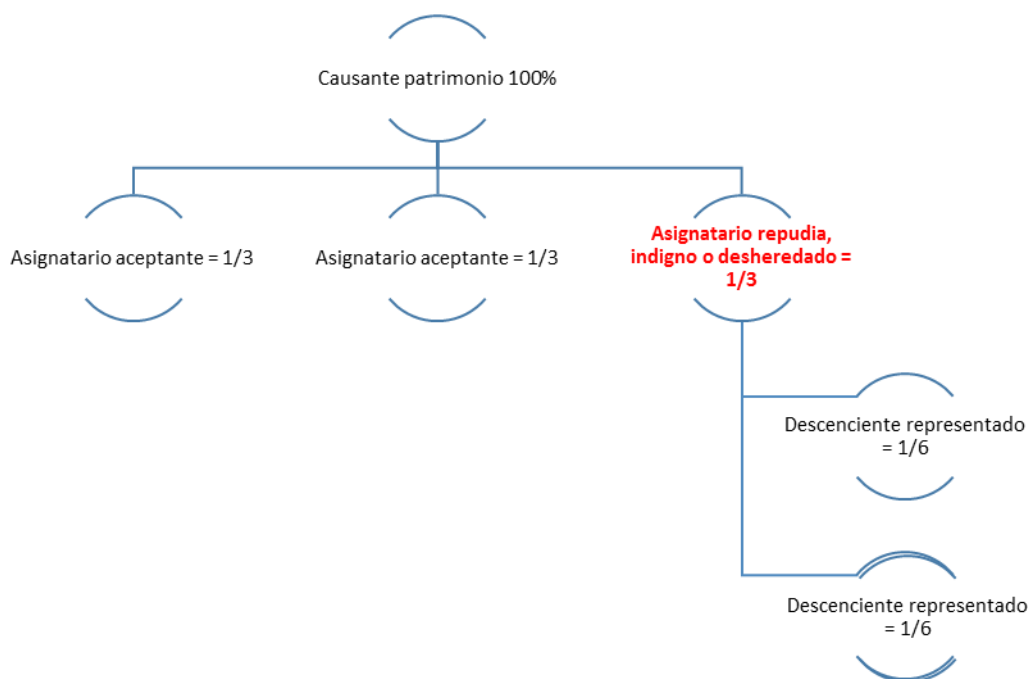 Causante patrimonio 100%
Asignatario aceptante = 1/3
Asignatario aceptante = 1/3
Asignatario repudia,
indigno o desheredado =
1/3
Descenciente representado
= 1/6
Descenciente representado
= 1/6